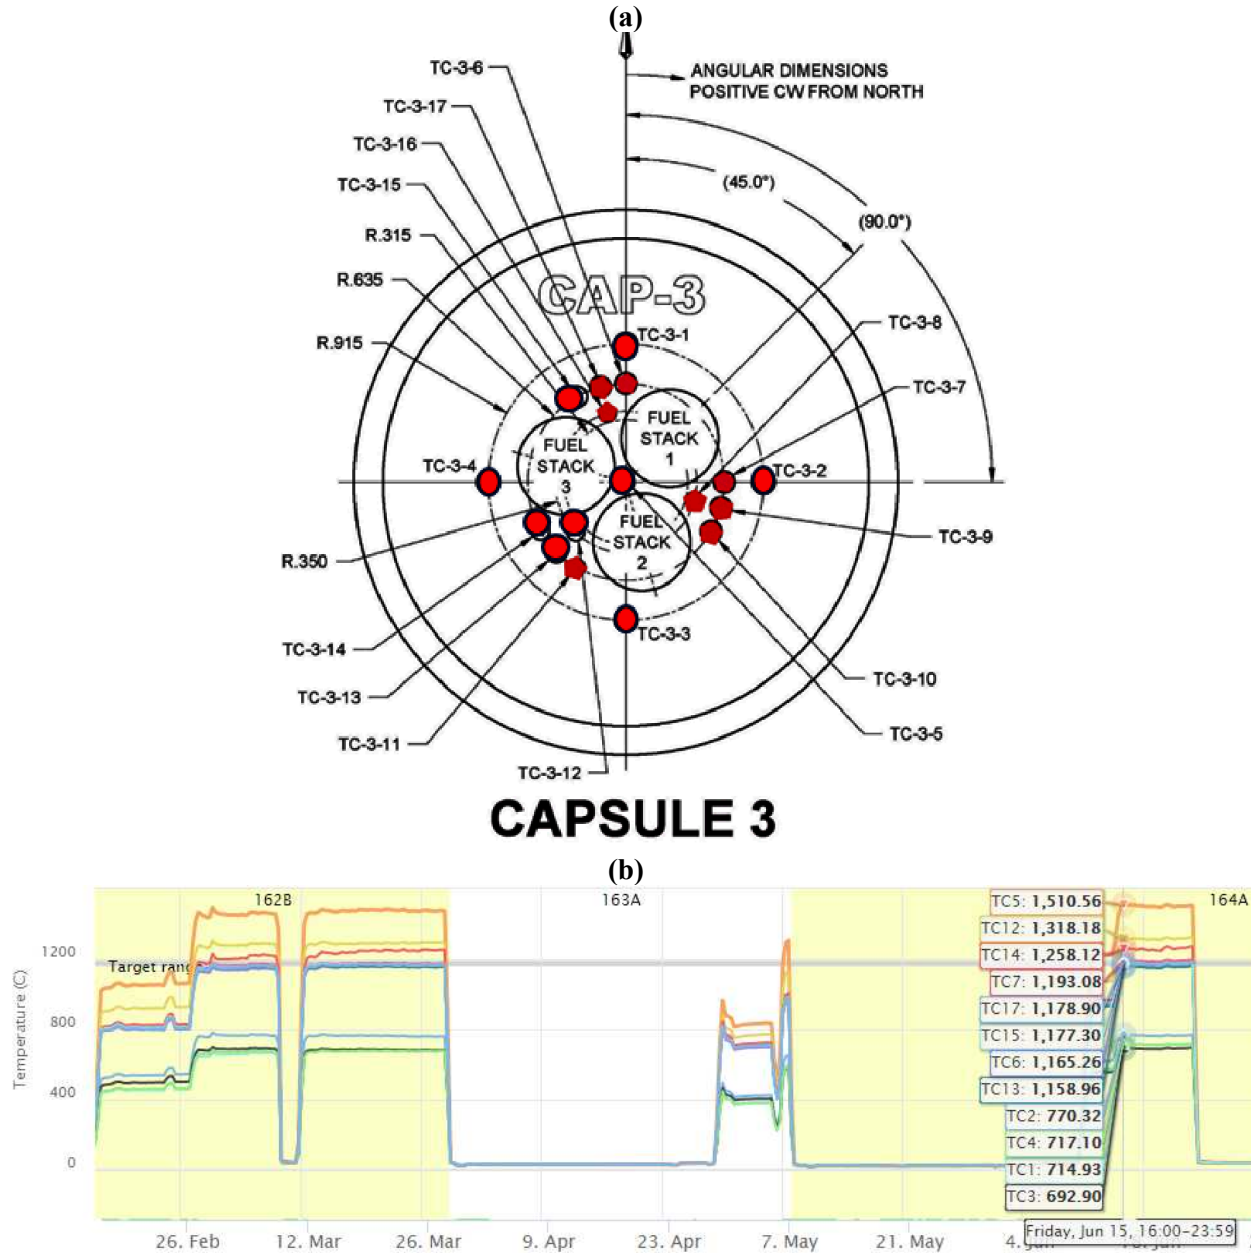 (a)
TC-3-6
TC-3-17
TC-3-16
TC-3-15
R.315
R.635
R.915
ANGULAR DIMENSIONS
POSITIVE CW FROM NORTH
(45.0°)
(90.0°)
CAP-3
TC-3-1
TC-3-8
TC-3-7
FUEL
STACK
1
FUEL
STACK
3
TC-3-4
TC-3-2
FUEL
STACK
2
TC-3-9
R.350
TC-3-3
TC-3-14
TC-3-10
TC-3-13
TC-3-5
TC-3-11
TC-3-12
CAPSULE 3
(b)
162B
163A
164A
Temperature (C)
1200
800
400
0
Target rang
TC5: 1,510.56
TC12: 1,318.18
TC14: 1,258.12
TC7: 1,193.08
TC17: 1,178.90
TC15: 1,177.30
TC6: 1,165.26
TC13: 1,158.96
TC2: 770.32
TC4: 717.10
TC1: 714.93
TC3: 692.90
26. Feb
12. Mar
26. Mar
9. Apr
23. Apr
7. May
21. May
4.
Friday, Jun 15, 16:00-23:59